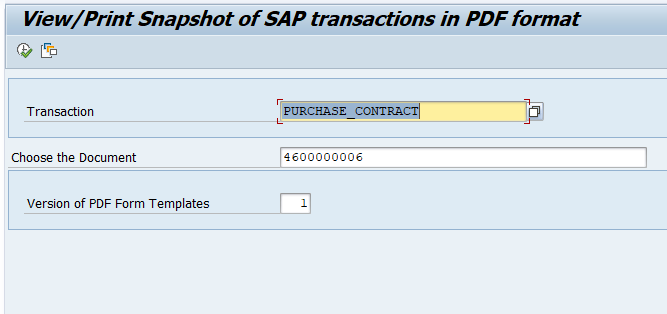 View/Print Snapshot of SAP transactions in PDF format
Transaction PURCHASE_CONTRACT
Choose the Document 4600000006
Version of PDF Form Templates 1